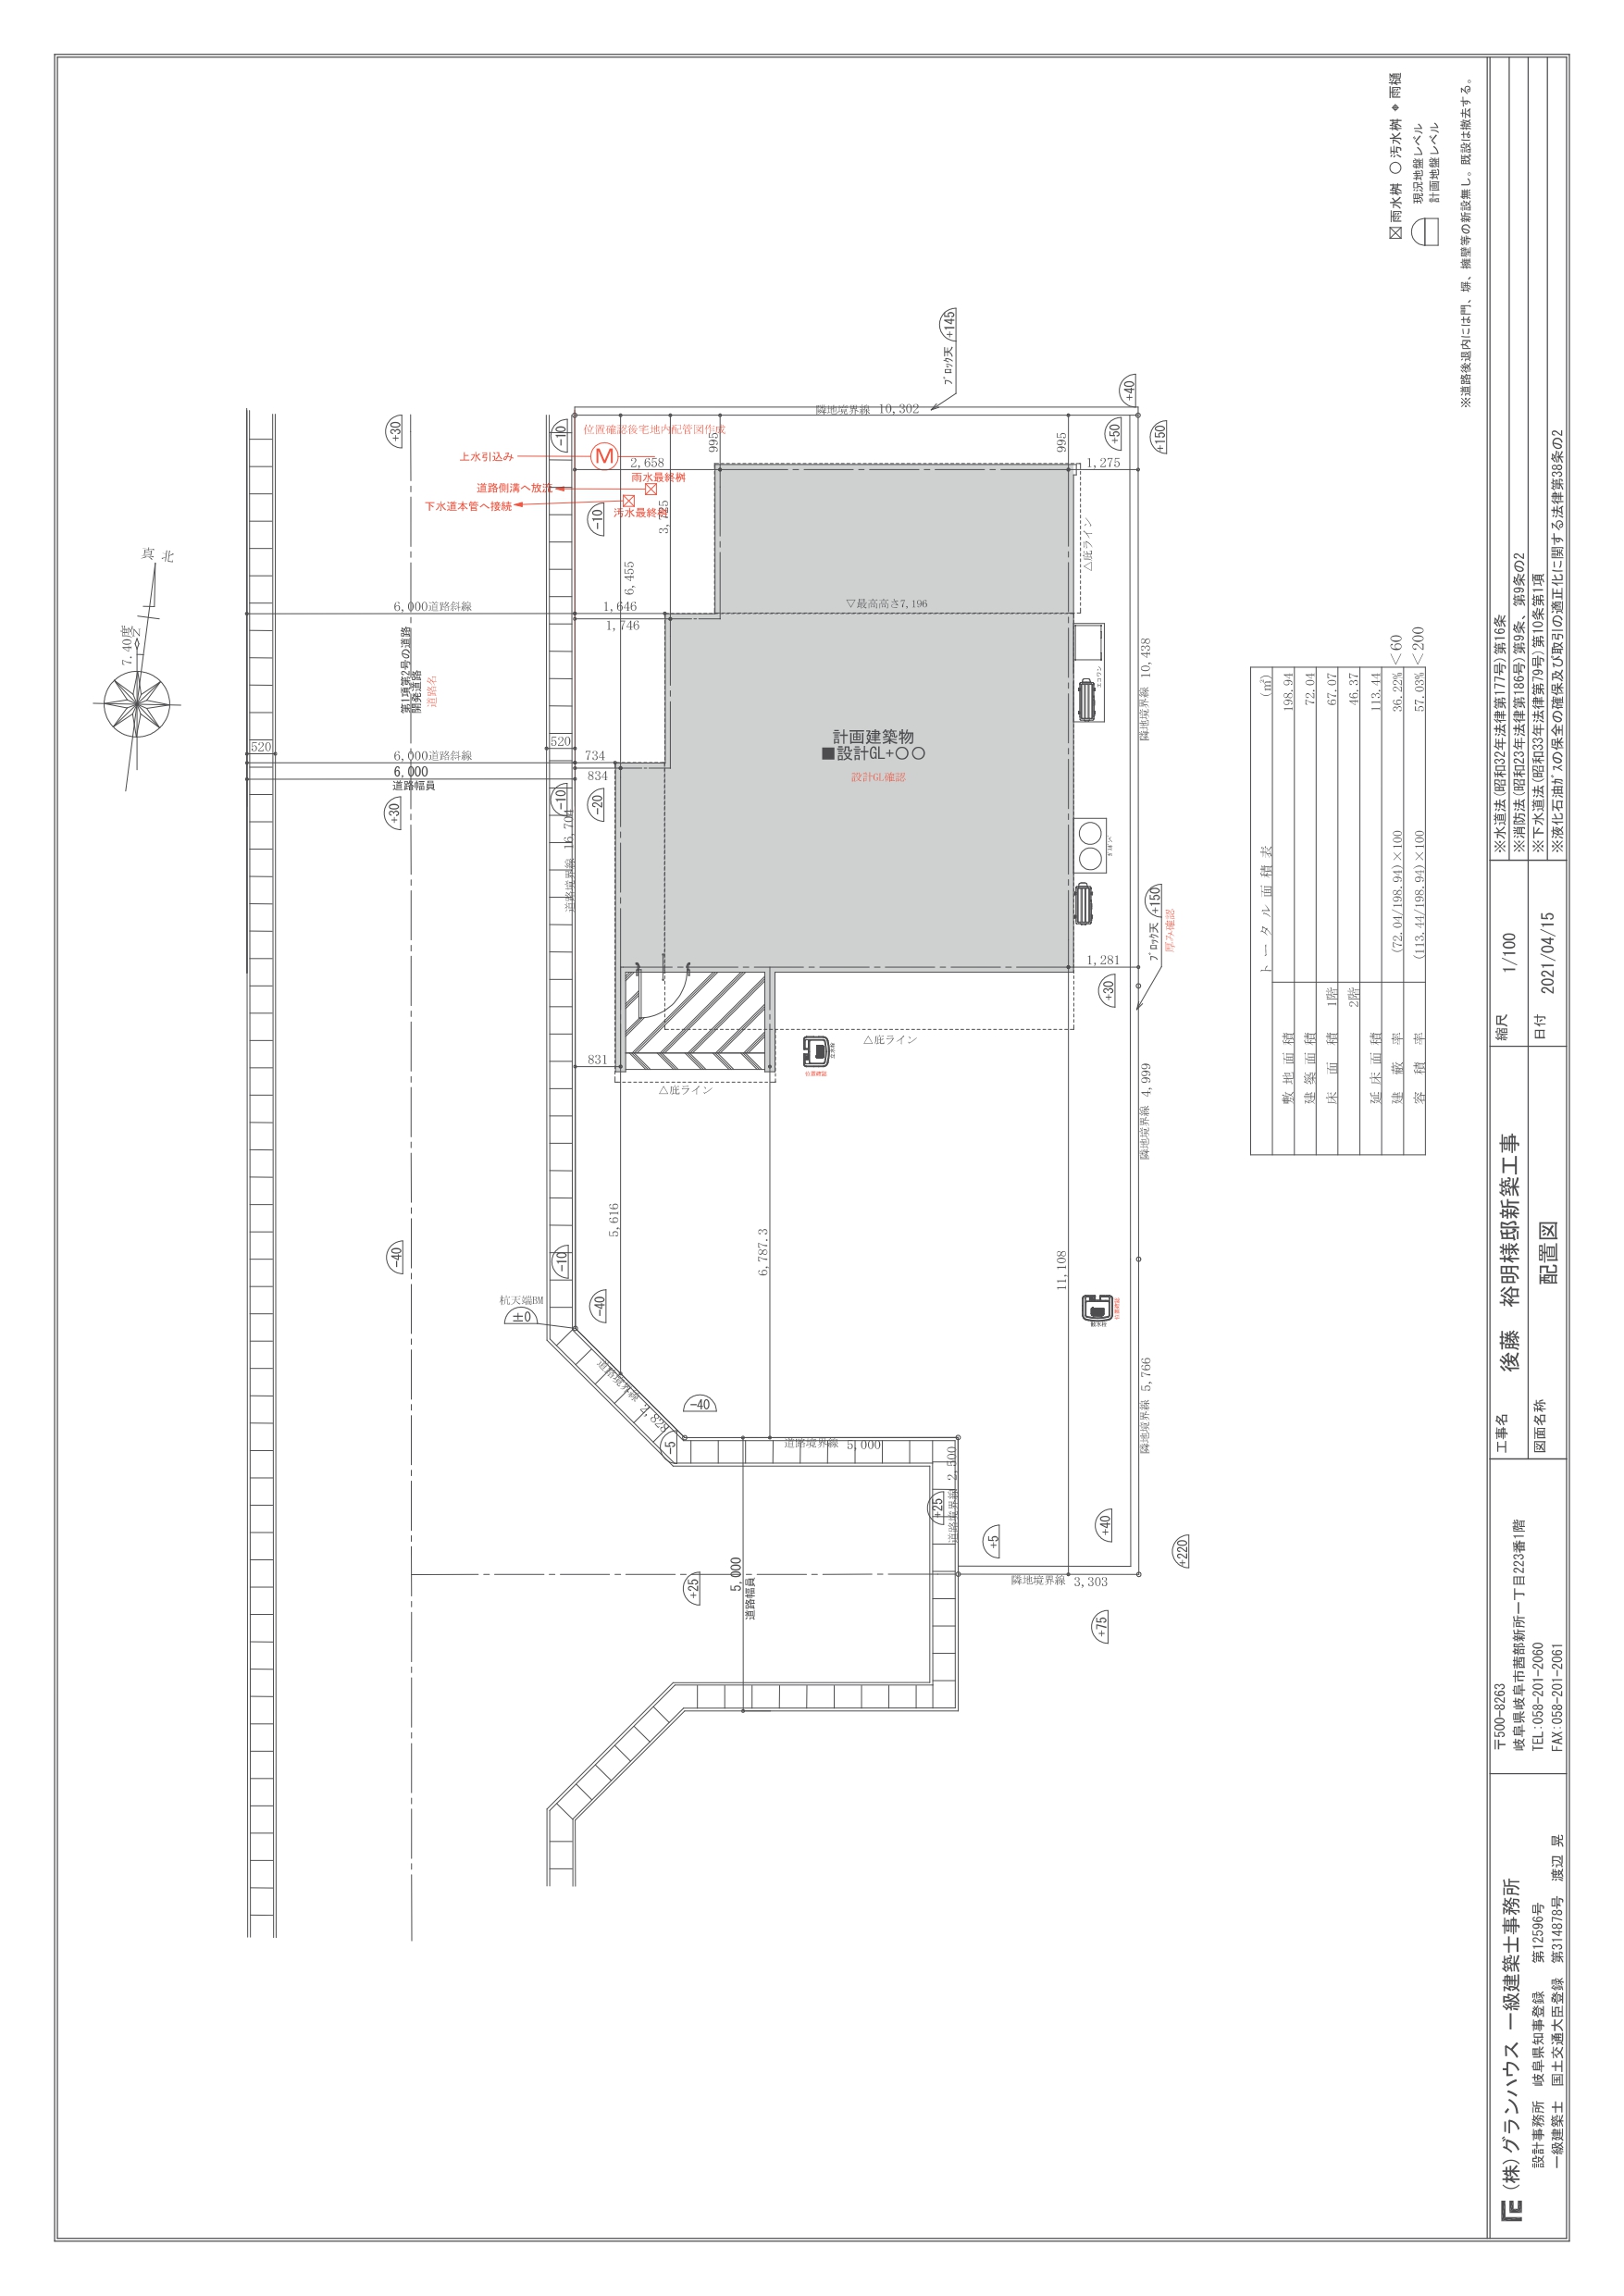 ☒ 雨水桝 ○ 汚水桝 ◆ 雨樋
現況地盤レベル
計画地盤レベル
※道路後退内には門、塀、擁壁等の新設無し。既設は撤去する。
真北
7.40度
N
+30
-10
+145
ﾌﾞﾛｯｸ天
+40
+50
+150
隣地境界線 10,302
位置確認後宅地内配管図作成
上水引込み
M
道路側溝へ放流
下水道本管へ接続
雨水最終桝
2,658
995
995
1,275
-10
6,455
△庇ライン
6,000道路斜線
1,646
1,746
▽最高高さ7,196
第1項第2号の道路
開発道路
道路名
520
520
6,000道路斜線
6,000
道路幅員
734
834
+30
-10
-20
道路境界線 16,704
計画建築物
■設計GL+○○
設計GL確認
エコワン
隣地境界線 10,438
ﾌﾞﾛｯｸ天
+150
厚み確認
1,281
+30
831
△庇ライン
△庇ライン
位置確認
隣地境界線 4,999
5,616
6,787.3
11,108
-40
-10
-40
杭天端BM
±0
位置確認
道路境界線 2,828
-40
-5
道路境界線 5,000
道路境界線 2,500
+25
+5
+40
+220
隣地境界線 5,766
隣地境界線 3,303
+75
+25
5,000
道路幅員
トータル面積表 (㎡)
敷地面積 198.94
建築面積 72.04
床面積 1階 67.07
2階 46.37
延床面積 113.44
建蔽率 (72.04/198.94)×100 36.22% <60
容積率 (113.44/198.94)×100 57.03% <200
(株)グランハウス 一級建築士事務所
設計事務所 岐阜県知事登録 第12596号
一級建築士 国土交通大臣登録 第314878号 渡辺 晃
〒500-8263
岐阜県岐阜市茜部新所一丁目223番1階
TEL:058-201-2060
FAX:058-201-2061
工事名
後藤 裕明様邸新築工事
図面名称
配置図
縮尺 1/100
日付 2021/04/15
※水道法(昭和32年法律第177号)第16条
※消防法(昭和23年法律第186号)第9条、第9条の2
※下水道法(昭和33年法律第79号)第10条第1項
※液化石油ｶﾞｽの保全の確保及び取引の適正化に関する法律第38条の2